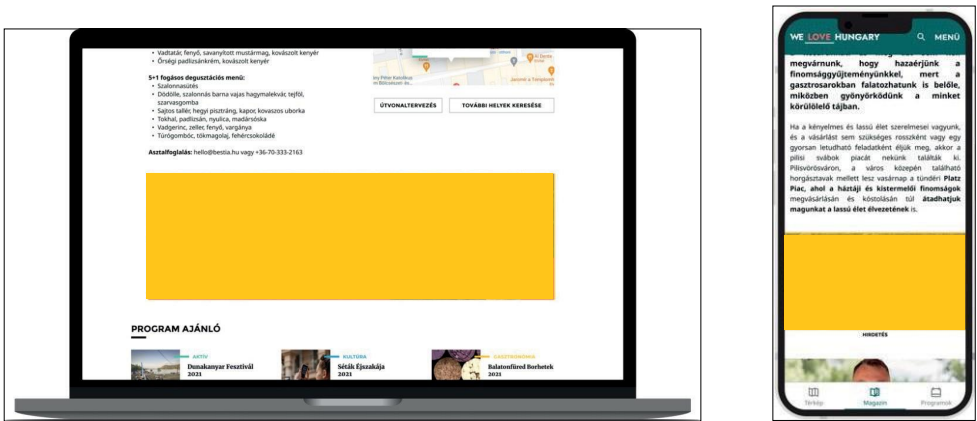 • Vadtatár, fenyő, savanyított mustármag, kovászolt kenyér
• Őrségi padlizsánkrém, kovászolt kenyér
5+1 fogásos degusztációs menü:
• Szalonnasütés
• Dödölle, szalonnás barna vajas hagymalekvár, tejföl,
szarvasgomba
• Sajtos tallér, hegyi pisztráng, kapor, kovaszos uborka
• Tokhal, padlizsán, nyulica, madársóska
• Vadgerinc, zeller, fenyő, vargánya
• Túrógombóc, tökmagolaj, fehércsokoládé
Asztalfoglalás: hello@bestia.hu vagy +36-70-333-2163
ÚTVONALTERVEZÉS
TOVÁBBI HELYEK KERESÉSE
PROGRAM AJÁNLÓ
AKTÍV
Dunakanyar Fesztivál
2021
KULTÚRA
Séták Éjszakája
2021
GASZTRONÓMIA
Balatonfüred Borhetek
2021
WE LOVE HUNGARY
MENÜ
megvárnunk, hogy hazaérjünk a
finomsággyűjteményünkkel, mert a
gasztrosarokban falatozhatunk is belőle,
miközben gyönyörködünk a minket
körülölelő tájban.
Ha a kényelmes és lassú élet szerelmesei vagyunk,
és a vásárlást sem szükséges rosszként vagy egy
gyorsan letudható feladatként éljük meg, akkor a
pilisi svábok piacát nekünk találták ki.
Pilisvörösváron, a város közepén található
horgásztavak mellett lesz vasárnap a tündéri Platz
Piac, ahol a háztáji és kistermelői finomságok
megvásárlásán és kóstolásán túl átadhatjuk
magunkat a lassú élet élvezetének is.
HIRDETÉS
Térkép
Magazin
Programok